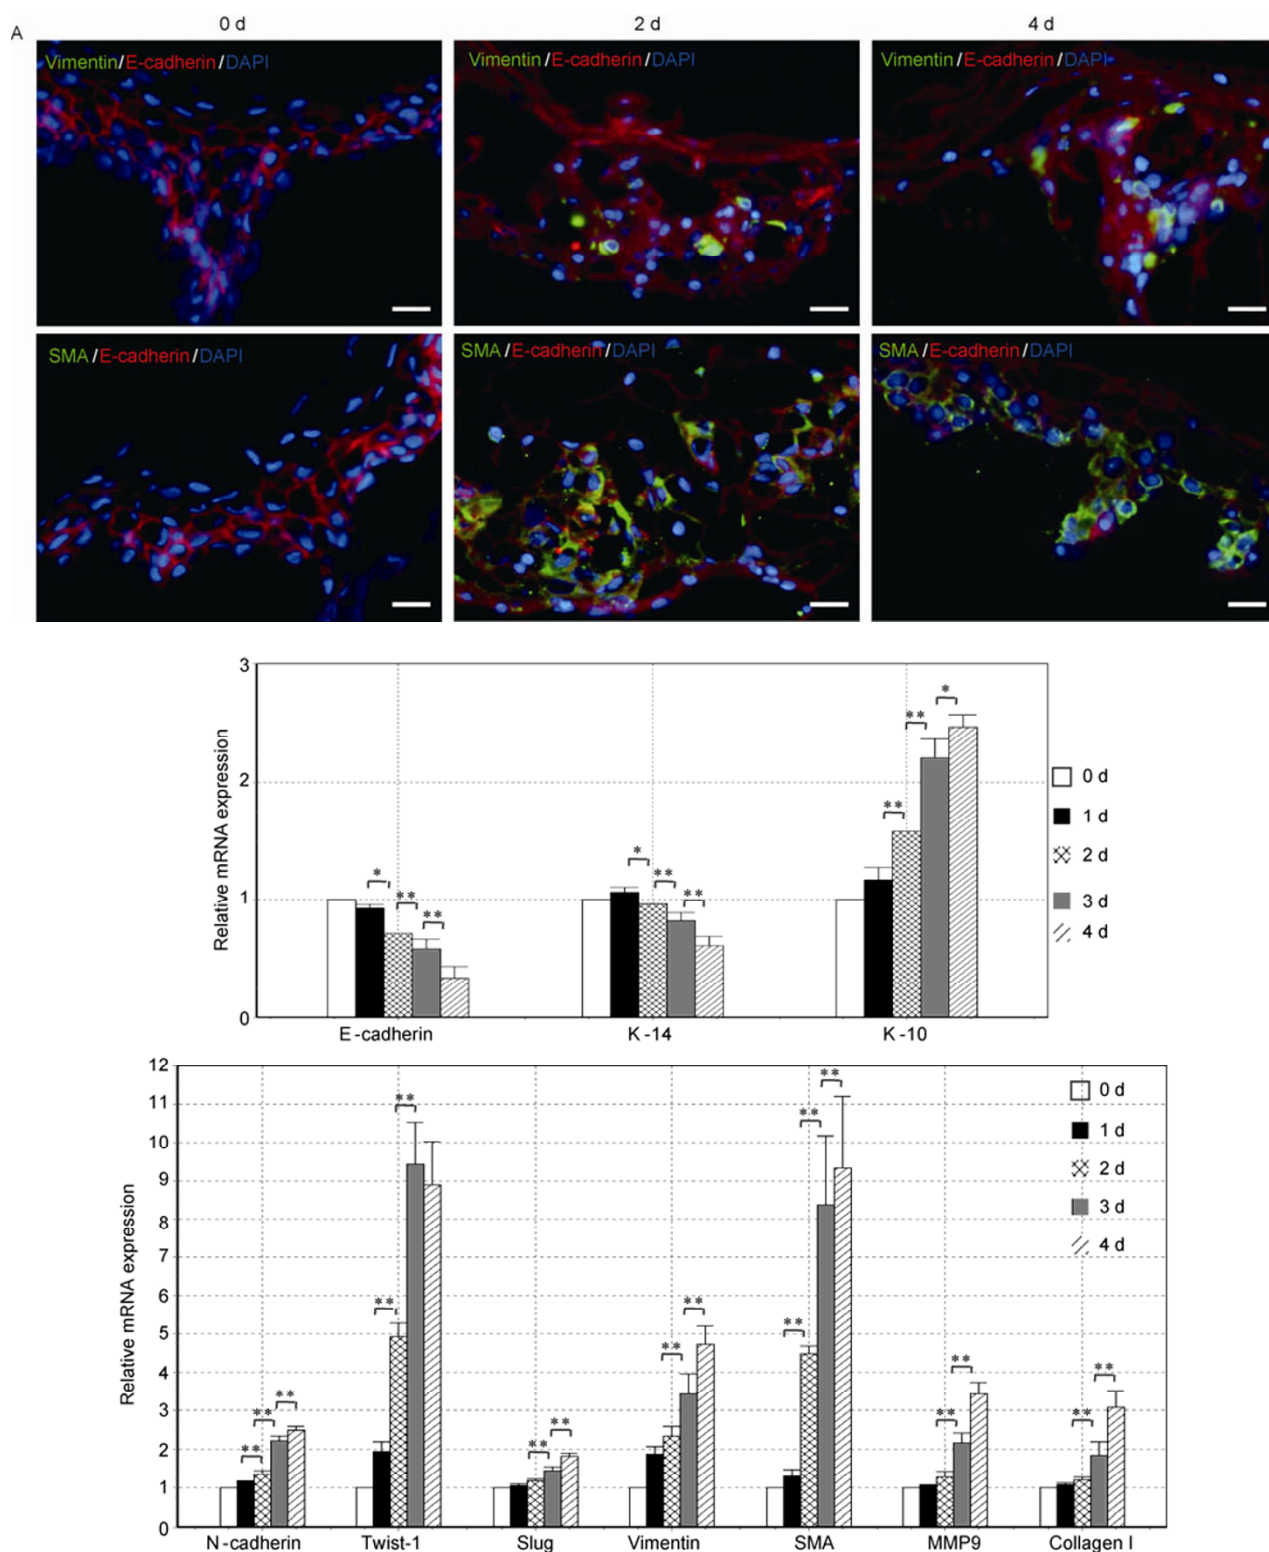 0 d 2 d 4 d
A
Vimentin/E-cadherin/DAPI Vimentin/E-cadherin/DAPI Vimentin/E-cadherin/DAPI
SMA/E-cadherin/DAPI SMA/E-cadherin/DAPI SMA/E-cadherin/DAPI
Relative mRNA expression
3
2
1
0
* ** **
* ** **
** ** *
0 d
1 d
2 d
3 d
4 d
E-cadherin K-14 K-10
Relative mRNA expression
12
11
10
9
8
7
6
5
4
3
2
1
0
** ** **
** **
** **
** **
** ** **
** **
** **
0 d
1 d
2 d
3 d
4 d
N-cadherin Twist-1 Slug Vimentin SMA MMP9 Collagen I